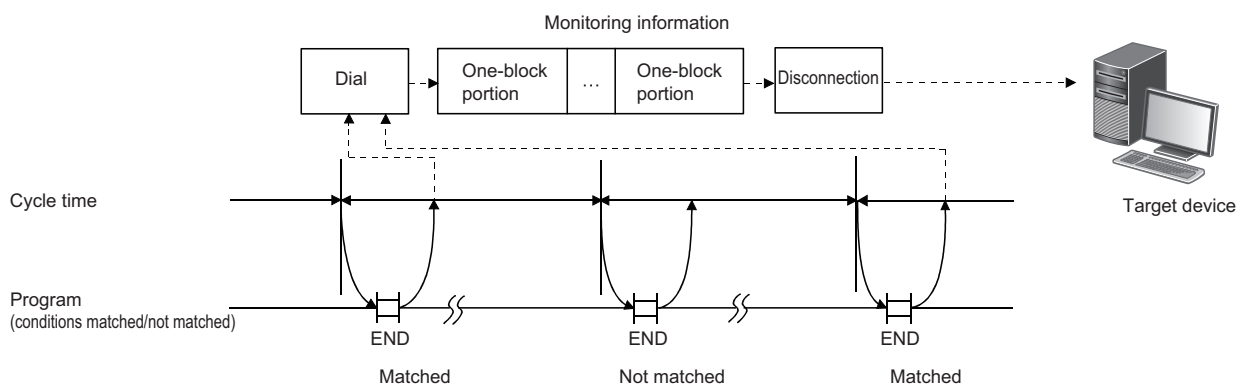 Monitoring information
Dial
One-block
portion
...
One-block
portion
Disconnection
Cycle time
Target device
Program
(conditions matched/not matched)
END
END
END
Matched
Not matched
Matched